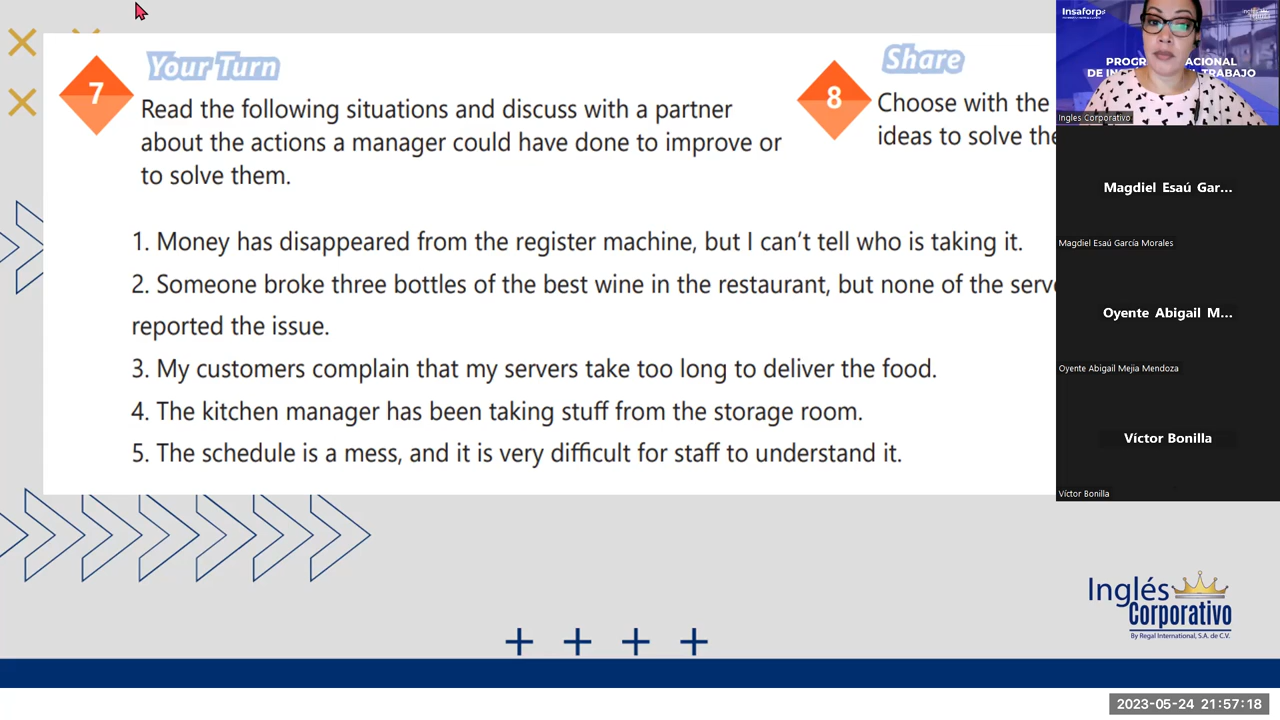 7
Your Turn
Read the following situations and discuss with a partner
about the actions a manager could have done to improve or
to solve them.
8
Share
Choose with the
ideas to solve
1. Money has disappeared from the register machine, but I can't tell who is taking it.
2. Someone broke three bottles of the best wine in the restaurant, but none of the
reported the issue.
3. My customers complain that my servers take too long to deliver the food.
4. The kitchen manager has been taking stuff from the storage room.
5. The schedule is a mess, and it is very difficult for staff to understand it.
Ingles Corporativo
Magdiel Esaú Gar...
Magdiel Esaú García Morales
Oyente Abigail M...
Oyente Abigail Mejia Mendoza
Víctor Bonilla
Víctor Bonilla
Inglés
Corporativo
By Regal International, S.A. de C.V.
2023-05-24 21:57:18